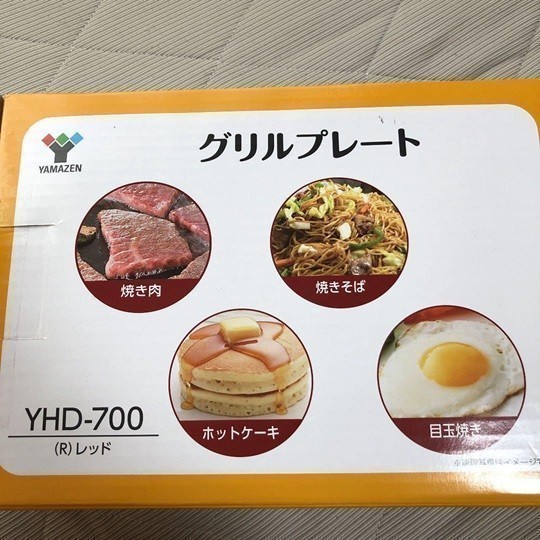 グリルプレート
YAMAZEN
焼き肉
焼きそば
ホットケーキ
目玉焼き
YHD-700
(R)レッド